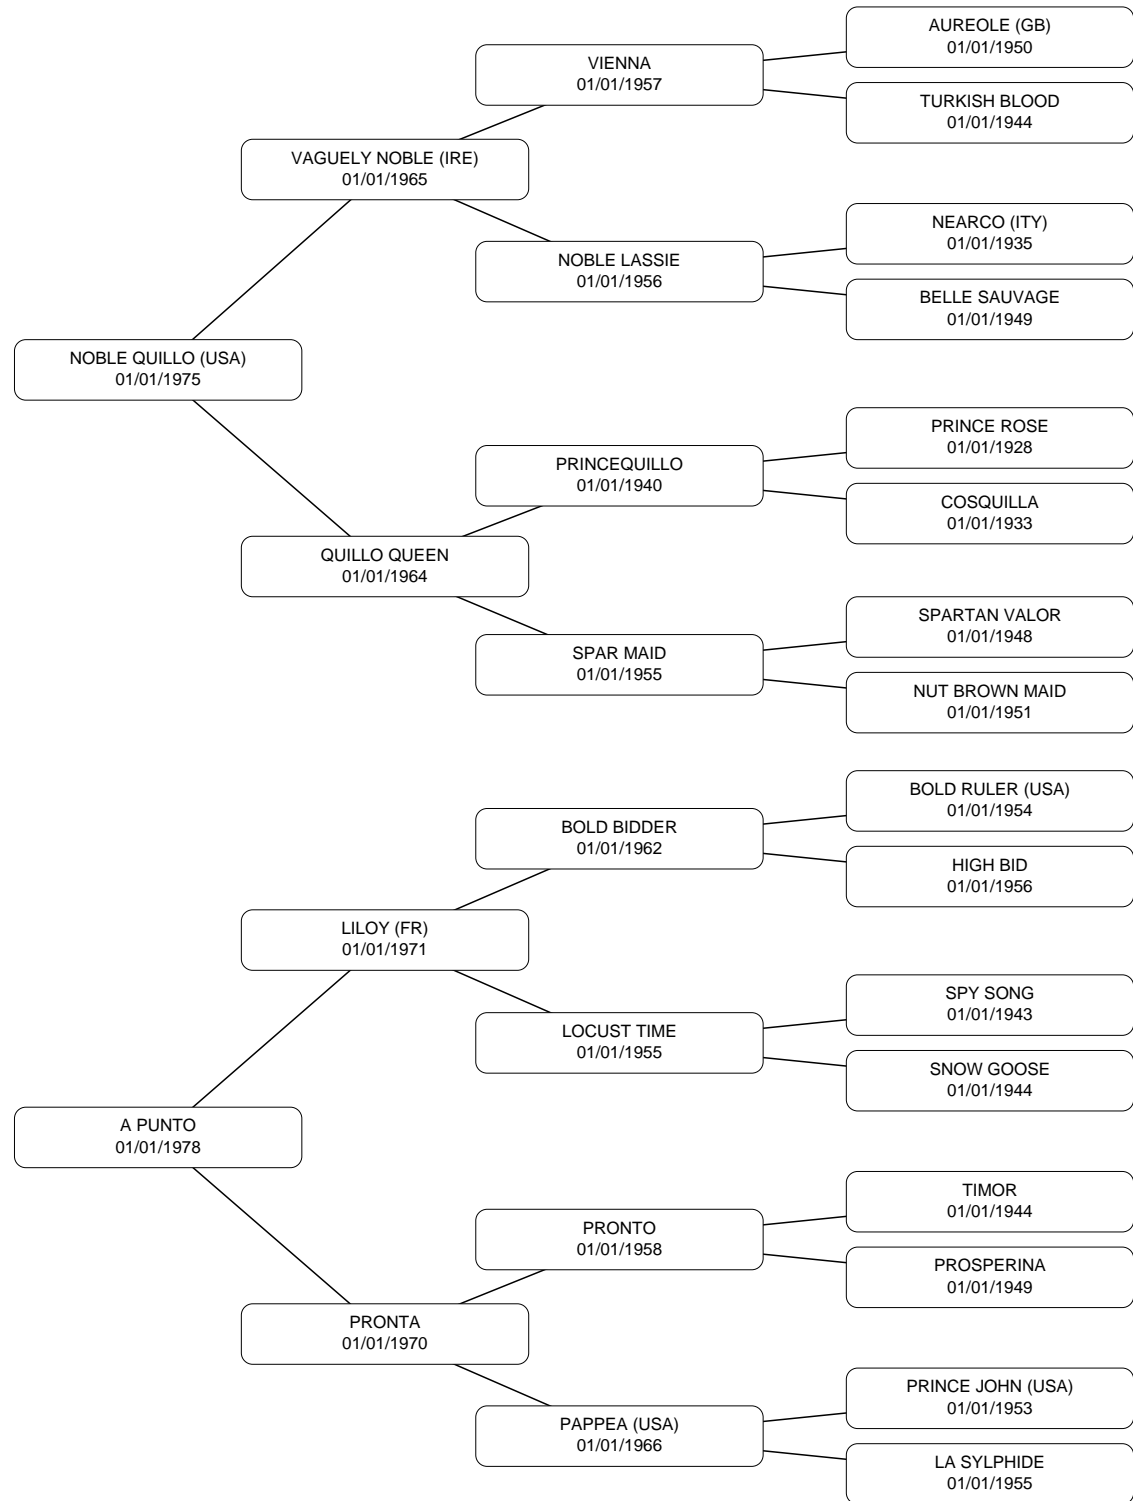 AUREOLE (GB)
01/01/1950
VIENNA
01/01/1957
TURKISH BLOOD
01/01/1944
VAGUELY NOBLE (IRE)
01/01/1965
NEARCO (ITY)
01/01/1935
NOBLE LASSIE
01/01/1956
BELLE SAUVAGE
01/01/1949
NOBLE QUILLO (USA)
01/01/1975
PRINCE ROSE
01/01/1928
PRINCEQUILLO
01/01/1940
COSQUILLA
01/01/1933
QUILLO QUEEN
01/01/1964
SPARTAN VALOR
01/01/1948
SPAR MAID
01/01/1955
NUT BROWN MAID
01/01/1951
BOLD RULER (USA)
01/01/1954
BOLD BIDDER
01/01/1962
HIGH BID
01/01/1956
LILOY (FR)
01/01/1971
SPY SONG
01/01/1943
LOCUST TIME
01/01/1955
SNOW GOOSE
01/01/1944
A PUNTO
01/01/1978
TIMOR
01/01/1944
PRONTO
01/01/1958
PROSPERINA
01/01/1949
PRONTA
01/01/1970
PRINCE JOHN (USA)
01/01/1953
PAPPEA (USA)
01/01/1966
LA SYLPHIDE
01/01/1955